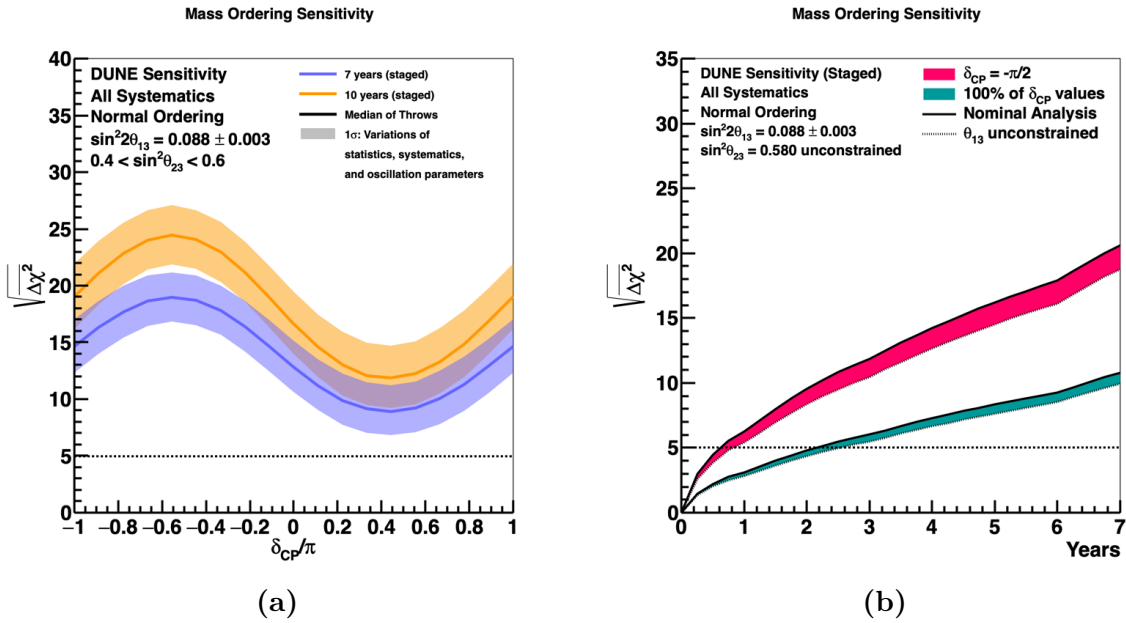 Mass Ordering Sensitivity
DUNE Sensitivity
All Systematics
Normal Ordering
sin²2θ₁₃ = 0.088 ± 0.003
0.4 < sin²θ₂₃ < 0.6
7 years (staged)
10 years (staged)
Median of Throws
1σ: Variations of
statistics, systematics,
and oscillation parameters
√Δχ²
40
35
30
25
20
15
10
5
0
−1 −0.8 −0.6 −0.4 −0.2 0 0.2 0.4 0.6 0.8 1
δCP/π
(a)
Mass Ordering Sensitivity
DUNE Sensitivity (Staged)
All Systematics
Normal Ordering
sin²2θ₁₃ = 0.088 ± 0.003
sin²θ₂₃ = 0.580 unconstrained
δCP = -π/2
100% of δCP values
Nominal Analysis
θ₁₃ unconstrained
√Δχ²
35
30
25
20
15
10
5
0
0 1 2 3 4 5 6 7
Years
(b)